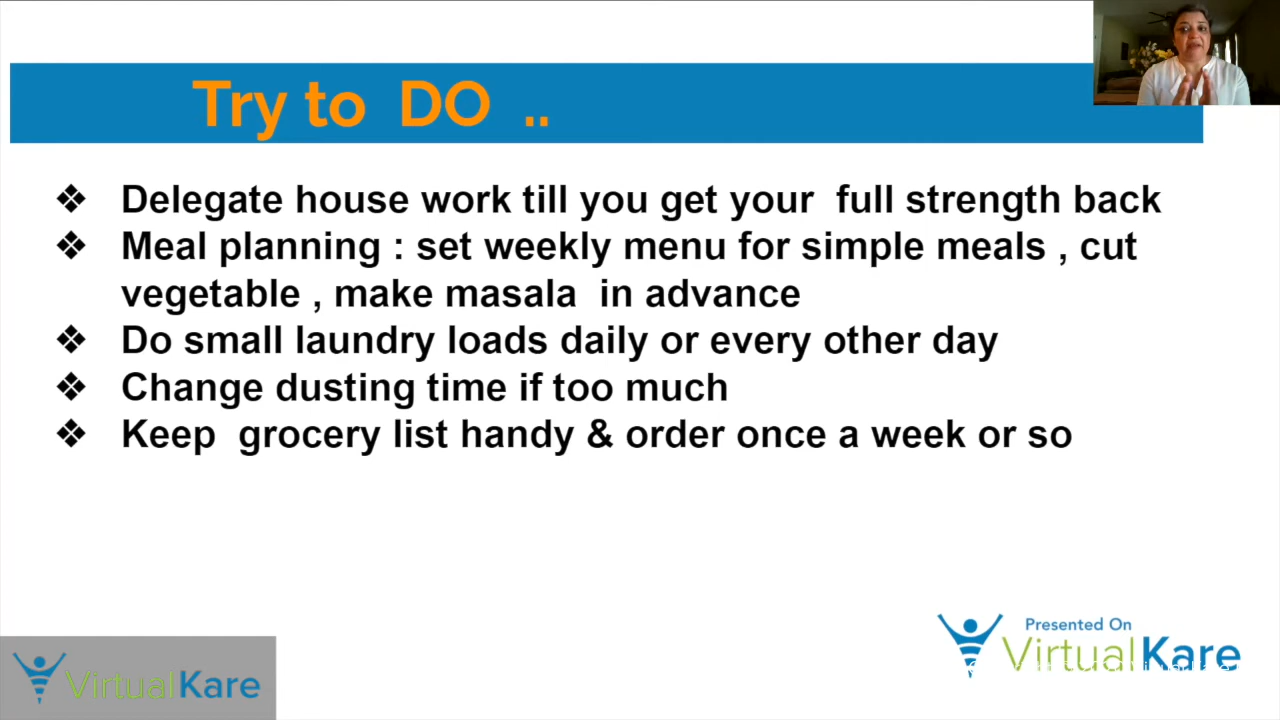 Try to DO ..
❖ Delegate house work till you get your full strength back
❖ Meal planning : set weekly menu for simple meals , cut
vegetable , make masala in advance
❖ Do small laundry loads daily or every other day
❖ Change dusting time if too much
❖ Keep grocery list handy & order once a week or so
Presented On
VirtualKare
VirtualKare